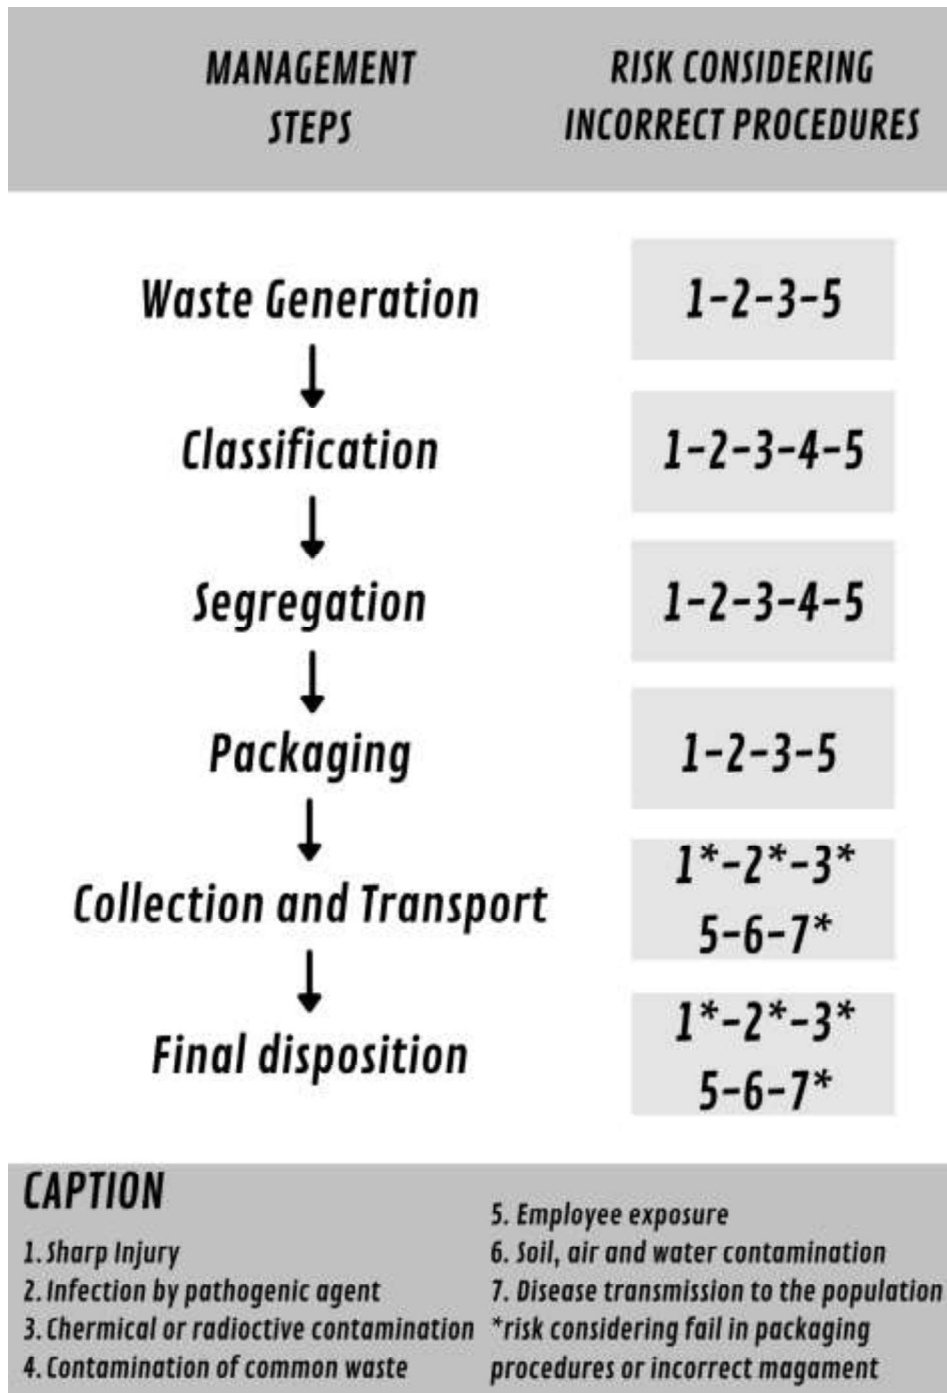 MANAGEMENT
STEPS
RISK CONSIDERING
INCORRECT PROCEDURES
Waste Generation
1-2-3-5
Classification
1-2-3-4-5
Segregation
1-2-3-4-5
Packaging
1-2-3-5
Collection and Transport
1*-2*-3*
5-6-7*
Final disposition
1*-2*-3*
5-6-7*
CAPTION
1. Sharp Injury
2. Infection by pathogenic agent
3. Chermical or radioctive contamination
4. Contamination of common waste
5. Employee exposure
6. Soil, air and water contamination
7. Disease transmission to the population
*risk considering fail in packaging
procedures or incorrect magament